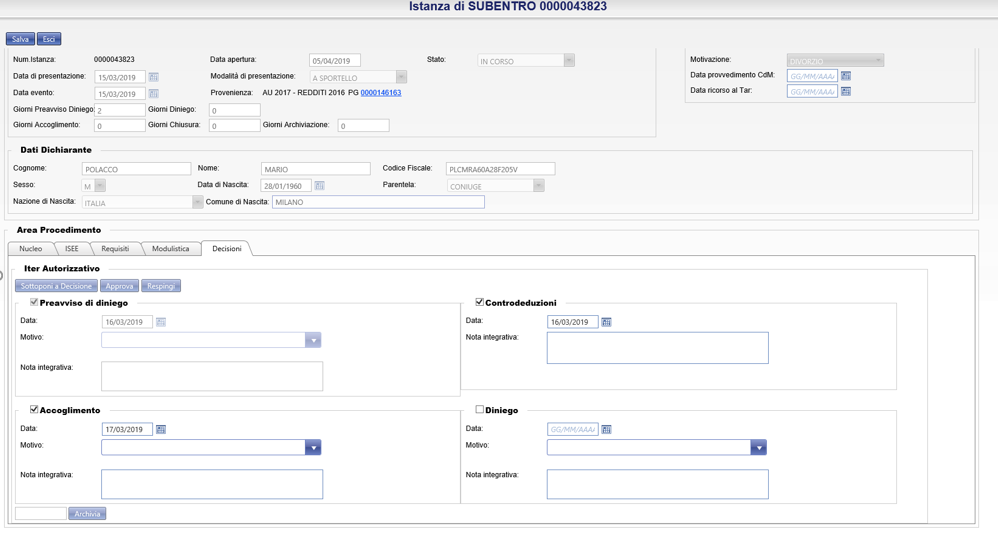 Istanza di SUBENTRO 0000043823
Salva Esci
Num.Istanza: 0000043823 Data apertura: 05/04/2019 Stato: IN CORSO Motivazione: DIVORZIO
Data di presentazione: 15/03/2019 Modalità di presentazione: A SPORTELLO Data provvedimento CdM: GG/MM/AAAA
Data evento: 15/03/2019 Provenienza: AU 2017 - REDDITI 2016 PG 0000146163 Data ricorso al Tar: GG/MM/AAAA
Giorni Preavviso Diniego: 2 Giorni Diniego: 0
Giorni Accoglimento: 0 Giorni Chiusura: 0 Giorni Archiviazione: 0
Dati Dichiarante
Cognome: POLACCO Nome: MARIO Codice Fiscale: PLCMRA60A28F205V
Sesso: M Data di Nascita: 28/01/1960 Parentela: CONIUGE
Nazione di Nascita: ITALIA Comune di Nascita: MILANO
Area Procedimento
Nucleo ISEE Requisiti Modulistica Decisioni
Iter Autorizzativo
Sottoponi a Decisione Approva Respingi
Preavviso di diniego Controdeduzioni
Data: 16/03/2019 Data: 16/03/2019
Motivo: Nota integrativa:
Nota integrativa:
Accoglimento Diniego
Data: 17/03/2019 Data: GG/MM/AAAA
Motivo: Motivo:
Nota integrativa: Nota integrativa:
Archivia